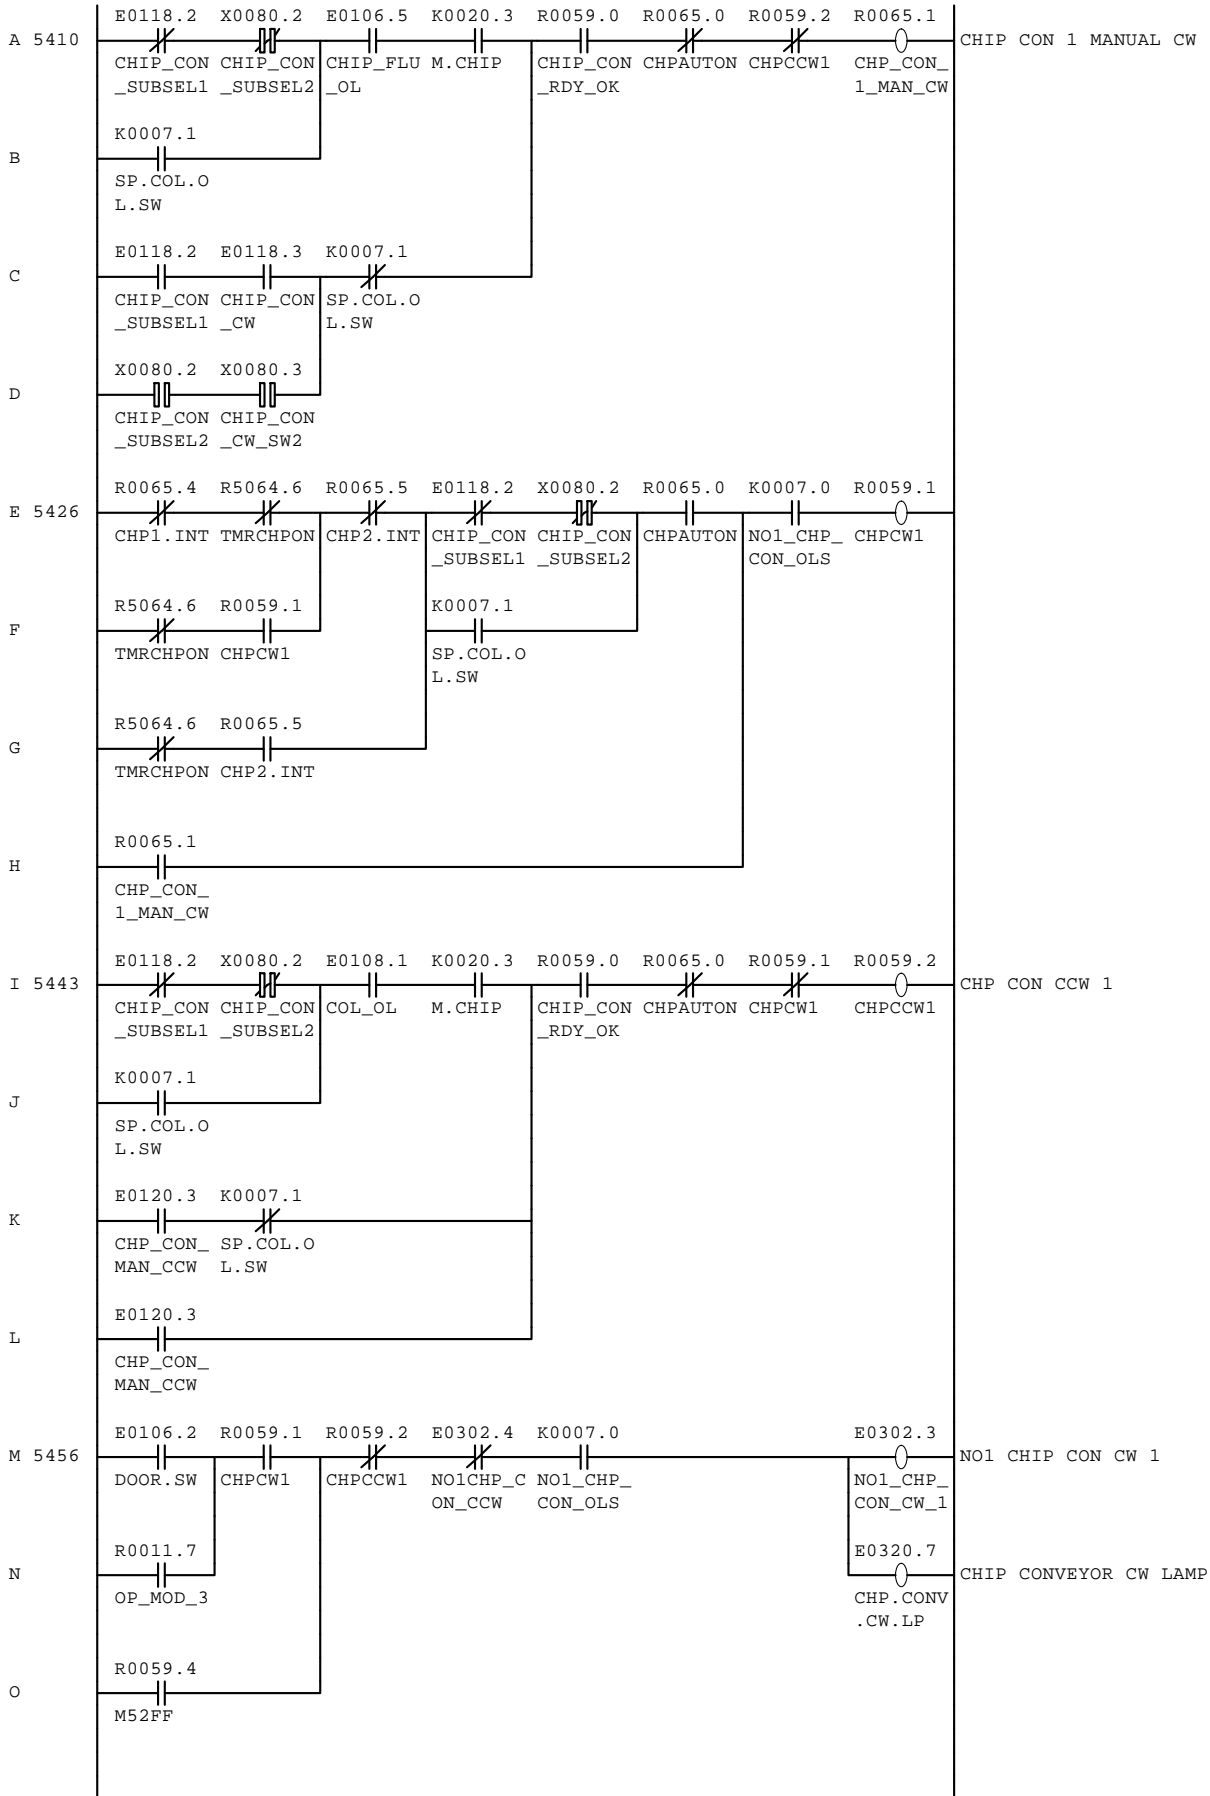 E0118.2 X0080.2 E0106.5 K0020.3 R0059.0 R0065.0 R0059.2 R0065.1
A 5410 CHIP CON 1 MANUAL CW
CHIP_CON CHIP_CON CHIP_FLU M.CHIP CHIP_CON CHPAUTON CHPCCW1 CHP_CON_
_SUBSEL1 _SUBSEL2 _OL _RDY_OK 1_MAN_CW
K0007.1
B
SP.COL.O
L.SW
E0118.2 E0118.3 K0007.1
C
CHIP_CON CHIP_CON SP.COL.O
_SUBSEL1 _CW L.SW
X0080.2 X0080.3
D
CHIP_CON CHIP_CON
_SUBSEL2 _CW_SW2
R0065.4 R5064.6 R0065.5 E0118.2 X0080.2 R0065.0 K0007.0 R0059.1
E 5426
CHP1.INT TMRCHPON CHP2.INT CHIP_CON CHIP_CON CHPAUTON NO1_CHP_ CHPCW1
_SUBSEL1 _SUBSEL2 CON_OLS
R5064.6 R0059.1 K0007.1
F
TMRCHPON CHPCW1 SP.COL.O
L.SW
R5064.6 R0065.5
G
TMRCHPON CHP2.INT
R0065.1
H
CHP_CON_
1_MAN_CW
E0118.2 X0080.2 E0108.1 K0020.3 R0059.0 R0065.0 R0059.1 R0059.2
I 5443 CHP CON CCW 1
CHIP_CON CHIP_CON COL_OL M.CHIP CHIP_CON CHPAUTON CHPCW1 CHPCCW1
_SUBSEL1 _SUBSEL2 _RDY_OK
K0007.1
J
SP.COL.O
L.SW
E0120.3 K0007.1
K
CHP_CON_ SP.COL.O
MAN_CCW L.SW
E0120.3
L
CHP_CON_
MAN_CCW
E0106.2 R0059.1 R0059.2 E0302.4 K0007.0 E0302.3
M 5456 NO1 CHIP CON CW 1
DOOR.SW CHPCW1 CHPCCW1 NO1CHP_C NO1_CHP_ NO1_CHP_
ON_CCW CON_OLS CON_CW_1
R0011.7 E0320.7
N CHIP CONVEYOR CW LAMP
OP_MOD_3 CHP.CONV
.CW.LP
R0059.4
O
M52FF